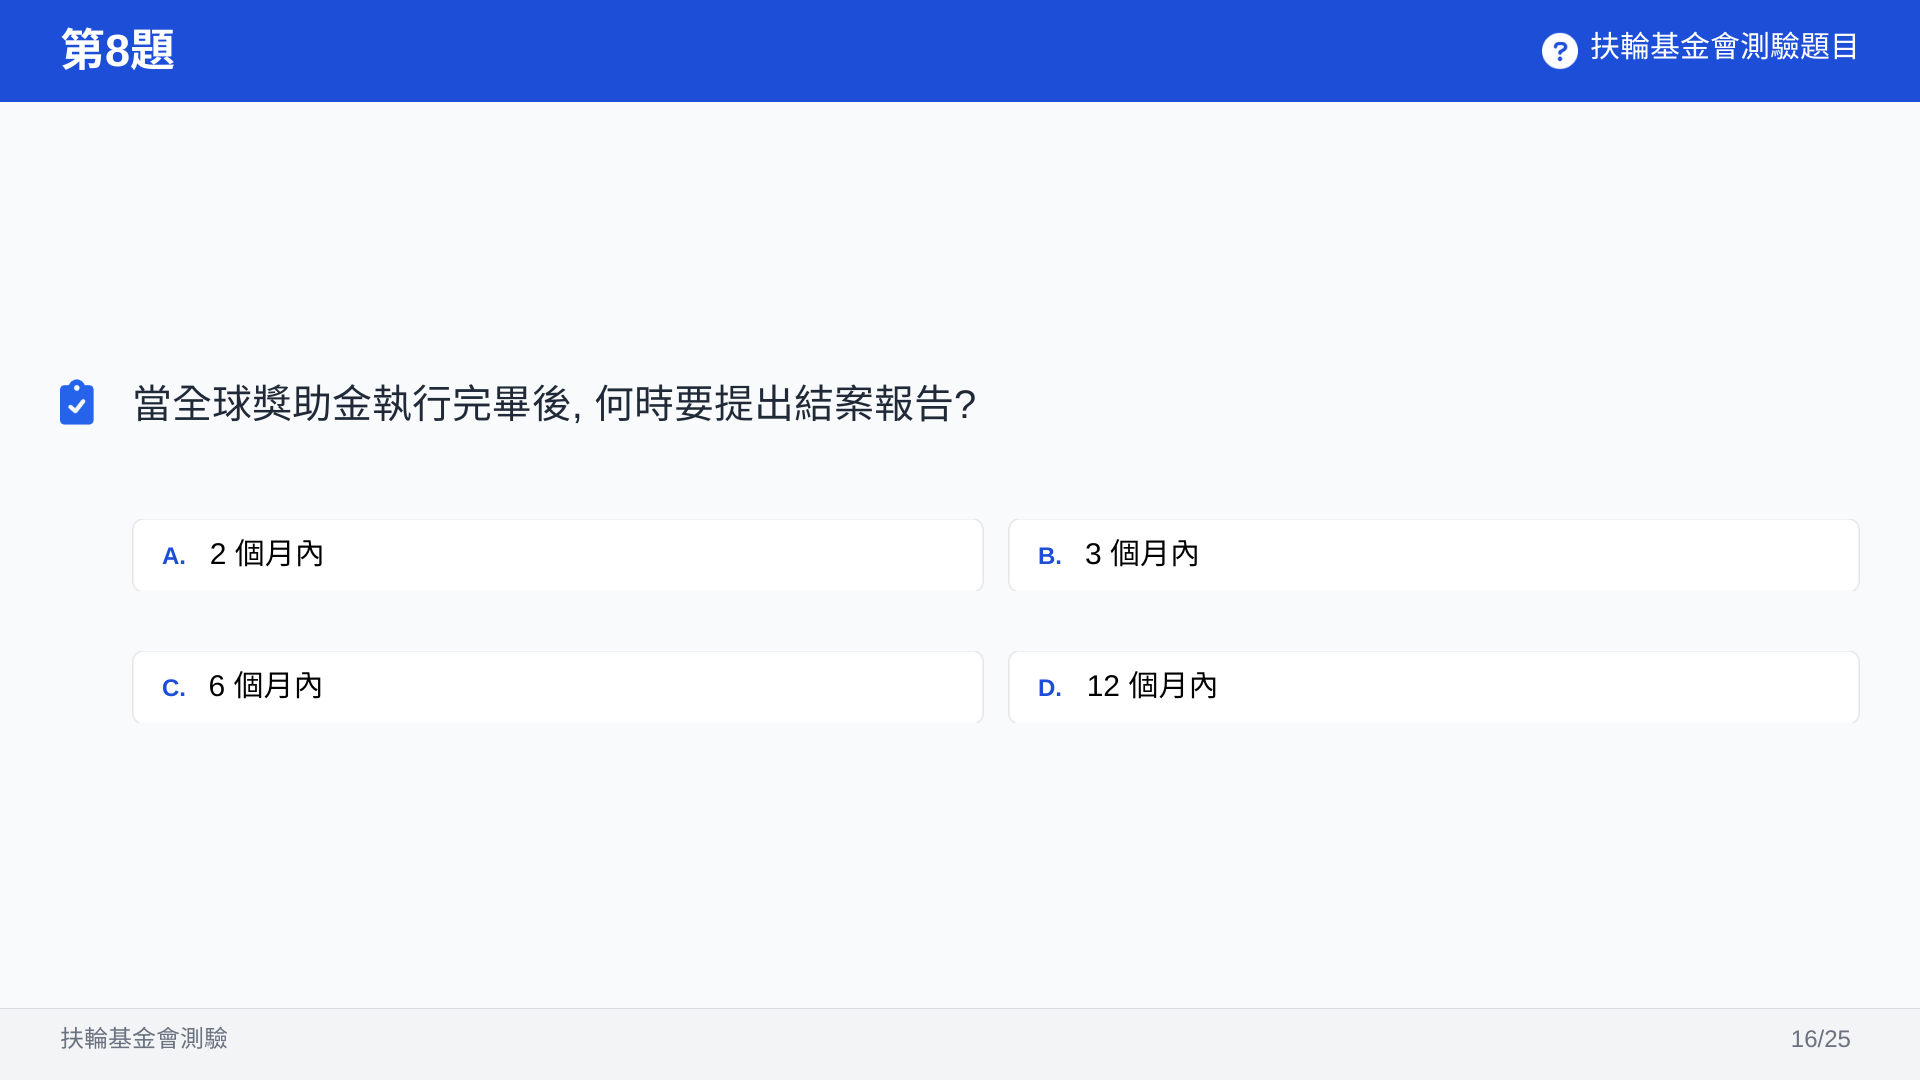 第8題
扶輪基金會測驗題目
當全球獎助金執行完畢後, 何時要提出結案報告?
A. 2 個月內
B. 3 個月內
C. 6 個月內
D. 12 個月內
扶輪基金會測驗
16/25